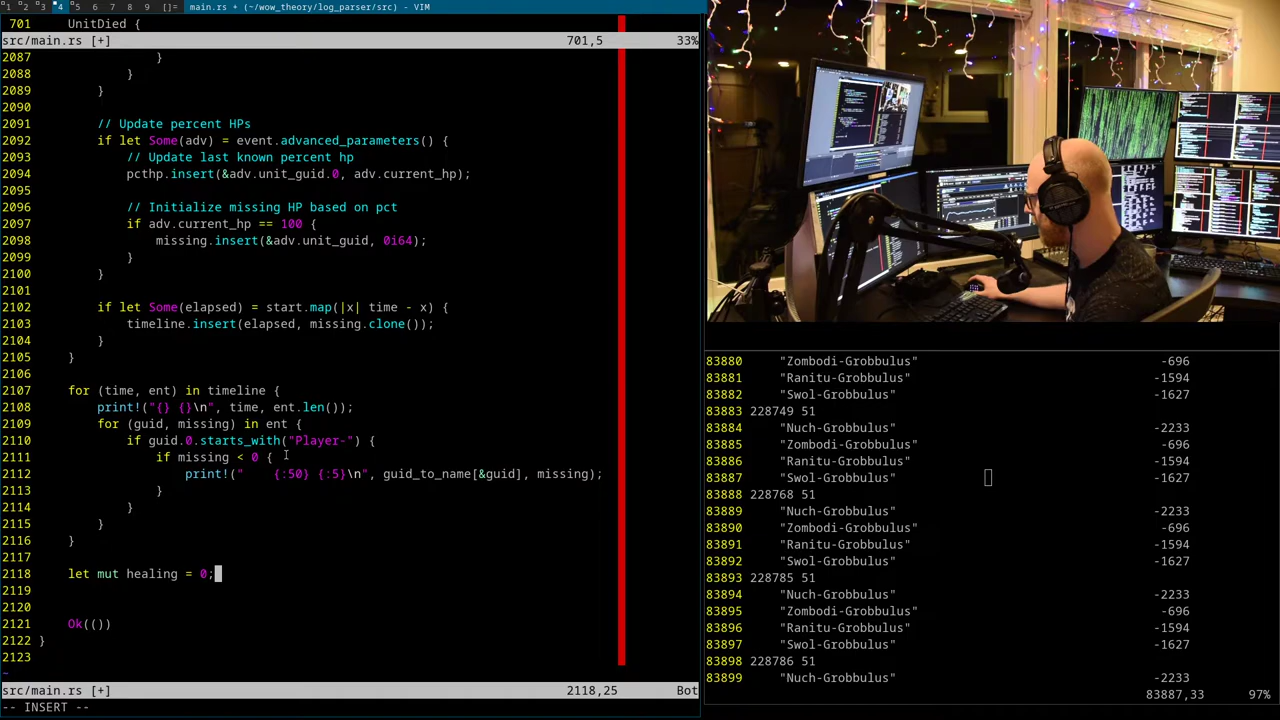 1 2 3 4 5 6 7 8 9 []= main.rs + (~/wow_theory/log_parser/src) - VIM
701 UnitDied {
src/main.rs [+] 701,5 33%
2087 }
2088 }
2089 }
2090
2091 // Update percent HPs
2092 if let Some(adv) = event.advanced_parameters() {
2093 // Update last known percent hp
2094 pcthp.insert(&adv.unit_guid.0, adv.current_hp);
2095
2096 // Initialize missing HP based on pct
2097 if adv.current_hp == 100 {
2098 missing.insert(&adv.unit_guid, 0i64);
2099 }
2100 }
2101
2102 if let Some(elapsed) = start.map(|x| time - x) {
2103 timeline.insert(elapsed, missing.clone());
2104 }
2105 }
2106
2107 for (time, ent) in timeline {
2108 print!("{} {}\n", time, ent.len());
2109 for (guid, missing) in ent {
2110 if guid.0.starts_with("Player-") {
2111 if missing < 0 {
2112 print!("    {:50} {:5}\n", guid_to_name[&guid], missing);
2113 }
2114 }
2115 }
2116 }
2117
2118 let mut healing = 0;
2119
2120
2121 Ok(())
2122 }
2123
~
src/main.rs [+] 2118,25 Bot
-- INSERT --
83880 "Zombodi-Grobbulus" -696
83881 "Ranitu-Grobbulus" -1594
83882 "Swol-Grobbulus" -1627
83883 228749 51
83884 "Nuch-Grobbulus" -2233
83885 "Zombodi-Grobbulus" -696
83886 "Ranitu-Grobbulus" -1594
83887 "Swol-Grobbulus" -1627
83888 228768 51
83889 "Nuch-Grobbulus" -2233
83890 "Zombodi-Grobbulus" -696
83891 "Ranitu-Grobbulus" -1594
83892 "Swol-Grobbulus" -1627
83893 228785 51
83894 "Nuch-Grobbulus" -2233
83895 "Zombodi-Grobbulus" -696
83896 "Ranitu-Grobbulus" -1594
83897 "Swol-Grobbulus" -1627
83898 228786 51
83899 "Nuch-Grobbulus" -2233
83887,33 97%